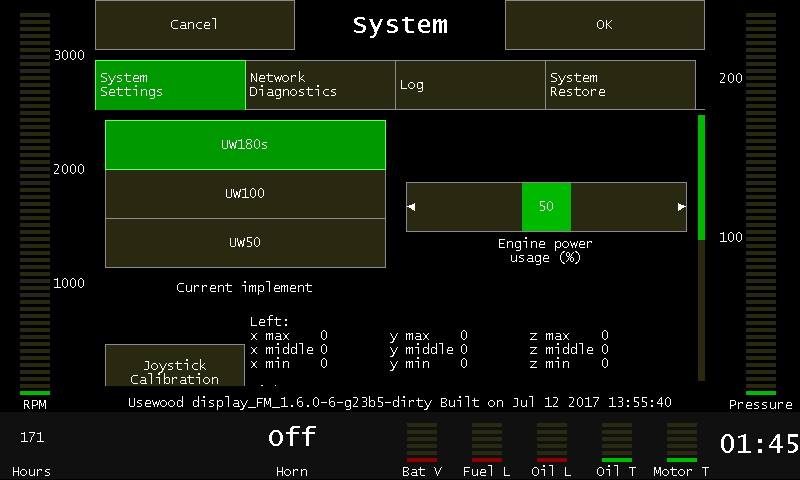 Cancel
System
OK
3000
System
Settings
Network
Diagnostics
Log
System
Restore
200
UW180s
2000
UW100
50
UW50
100
Engine power
usage (%)
1000
Current implement
Left:
x max 0 y max 0 z max 0
x middle 0 y middle 0 z middle 0
x min 0 y min 0 z min 0
Joystick
Calibration
RPM
Usewood display_FM_1.6.0-6-g23b5-dirty Built on Jul 12 2017 13:55:40
Pressure
171
Off
01:45
Hours
Horn
Bat V
Fuel L
Oil L
Oil T
Motor T